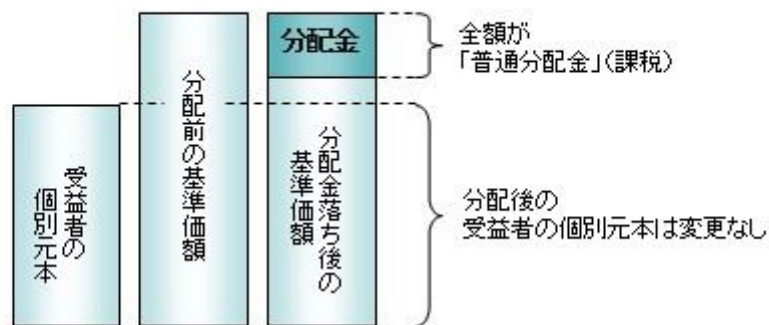 受益者の
個別元本
分配前の基準価額
分配金
分配金落ち後の
基準価額
全額が
「普通分配金」(課税)
分配後の
受益者の個別元本は変更なし